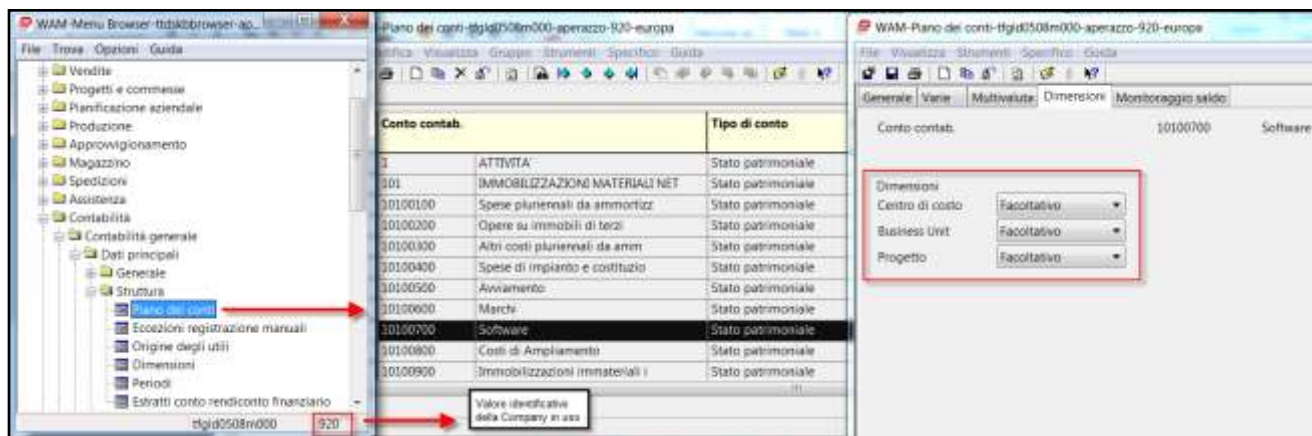 WAM-Menu Browser-ttdskbbrowser-ap...
File Trova Opzioni Guida
Vendite
Progetti e commesse
Pianificazione aziendale
Produzione
Approvvigionamento
Magazzino
Spedizioni
Assistenza
Contabilità
Contabilità generale
Dati principali
Generale
Struttura
Piano dei conti
Eccezioni registrazione manuali
Origine degli utili
Dimensioni
Periodi
Estratti conto rendiconto finanziario
tfgld0508m000 920
-Piano dei conti-tfgld0508m000-aperazzo-920-europa
Visualizza Gruppo Strumenti Specifico Guida
Conto contab. Tipo di conto
1 ATTIVITA' Stato patrimoniale
101 IMMOBILIZZAZIONI MATERIALI NET Stato patrimoniale
10100100 Spese pluriennali da ammortizz Stato patrimoniale
10100200 Opere su immobili di terzi Stato patrimoniale
10100300 Altri costi pluriennali da amm Stato patrimoniale
10100400 Spese di impianto e costituzio Stato patrimoniale
10100500 Avviamento Stato patrimoniale
10100600 Marchi Stato patrimoniale
10100700 Software Stato patrimoniale
10100800 Costi di Ampliamento Stato patrimoniale
10100900 Immobilizzazioni immateriali i Stato patrimoniale
Valore identificativo
della Company in uso
WAM-Piano dei conti-tfgld0508m000-aperazzo-920-europa
File Visualizza Strumenti Specifico Guida
Generale Varie Multivaluta Dimensioni Monitoraggio saldo
Conto contab. 10100700 Software
Dimensioni
Centro di costo Facoltativo
Business Unit Facoltativo
Progetto Facoltativo